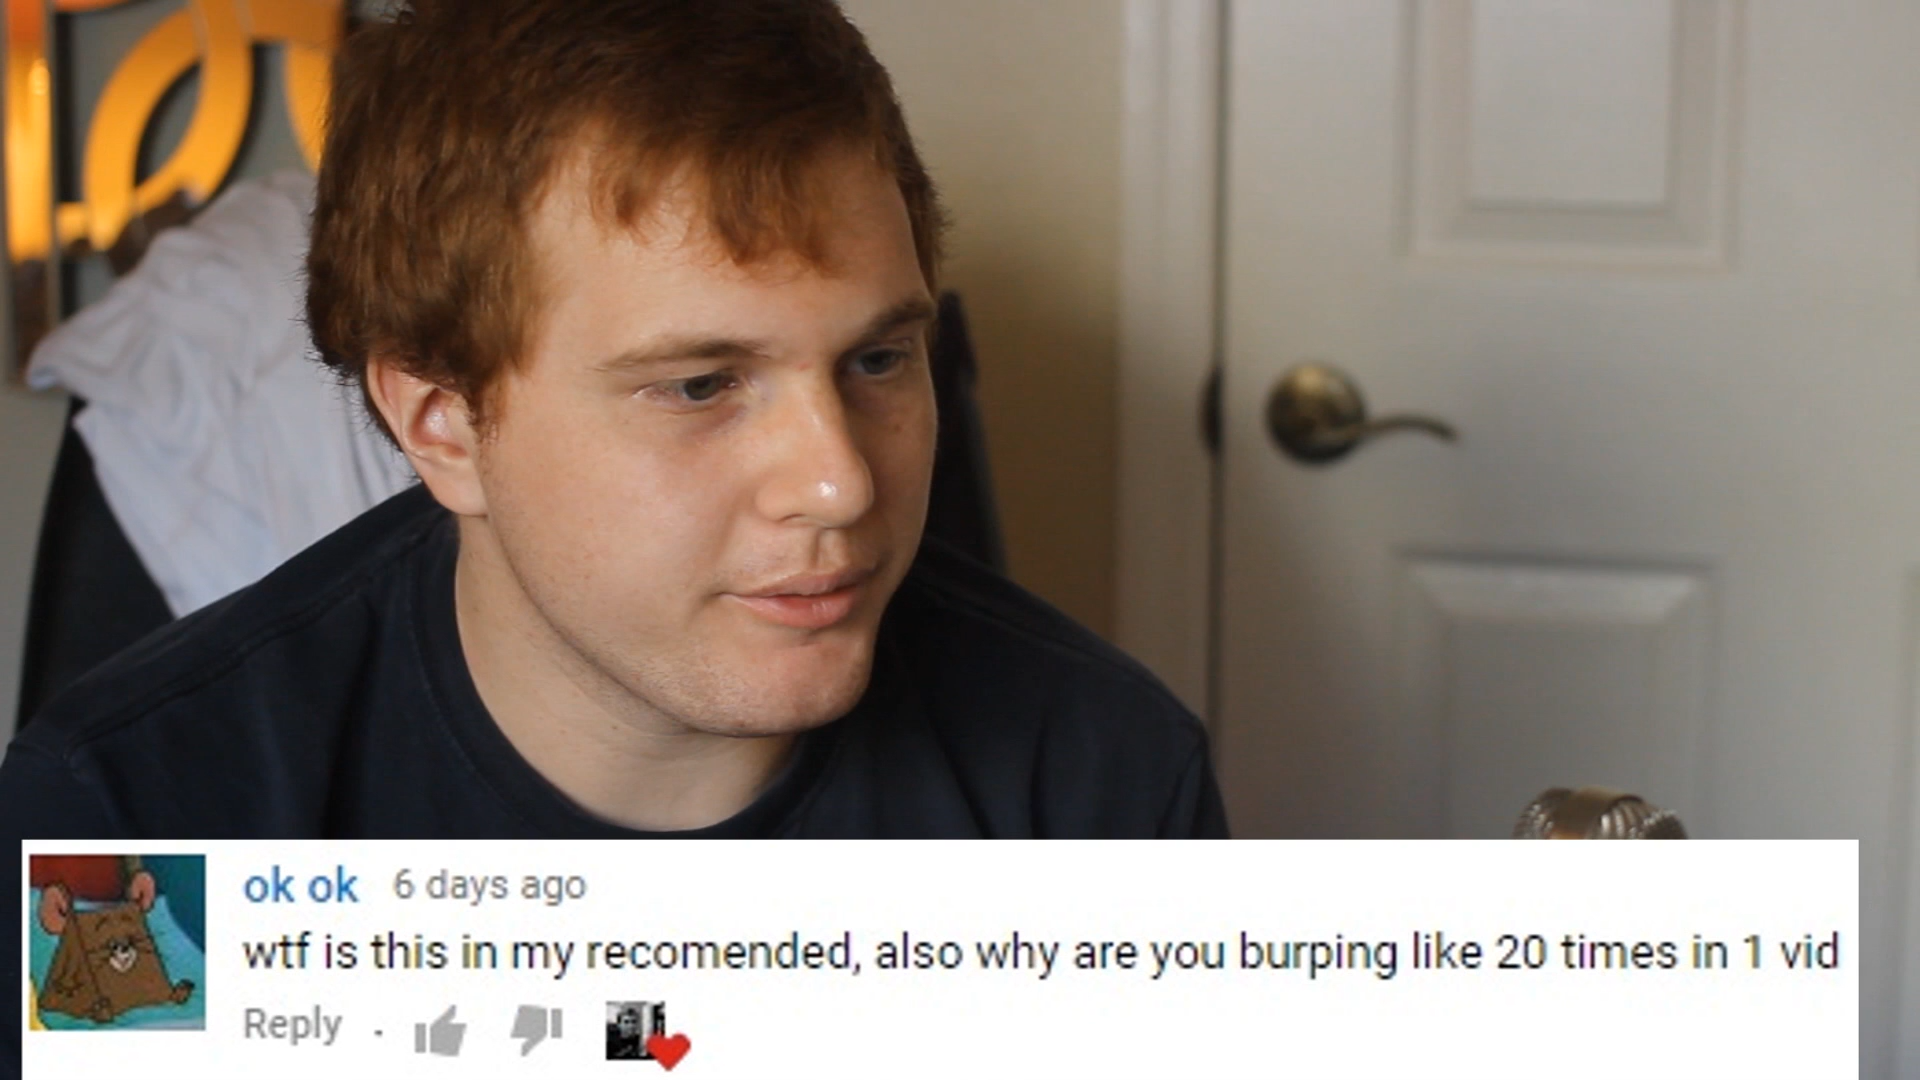 ok ok 6 days ago
wtf is this in my recomended, also why are you burping like 20 times in 1 vid
Reply